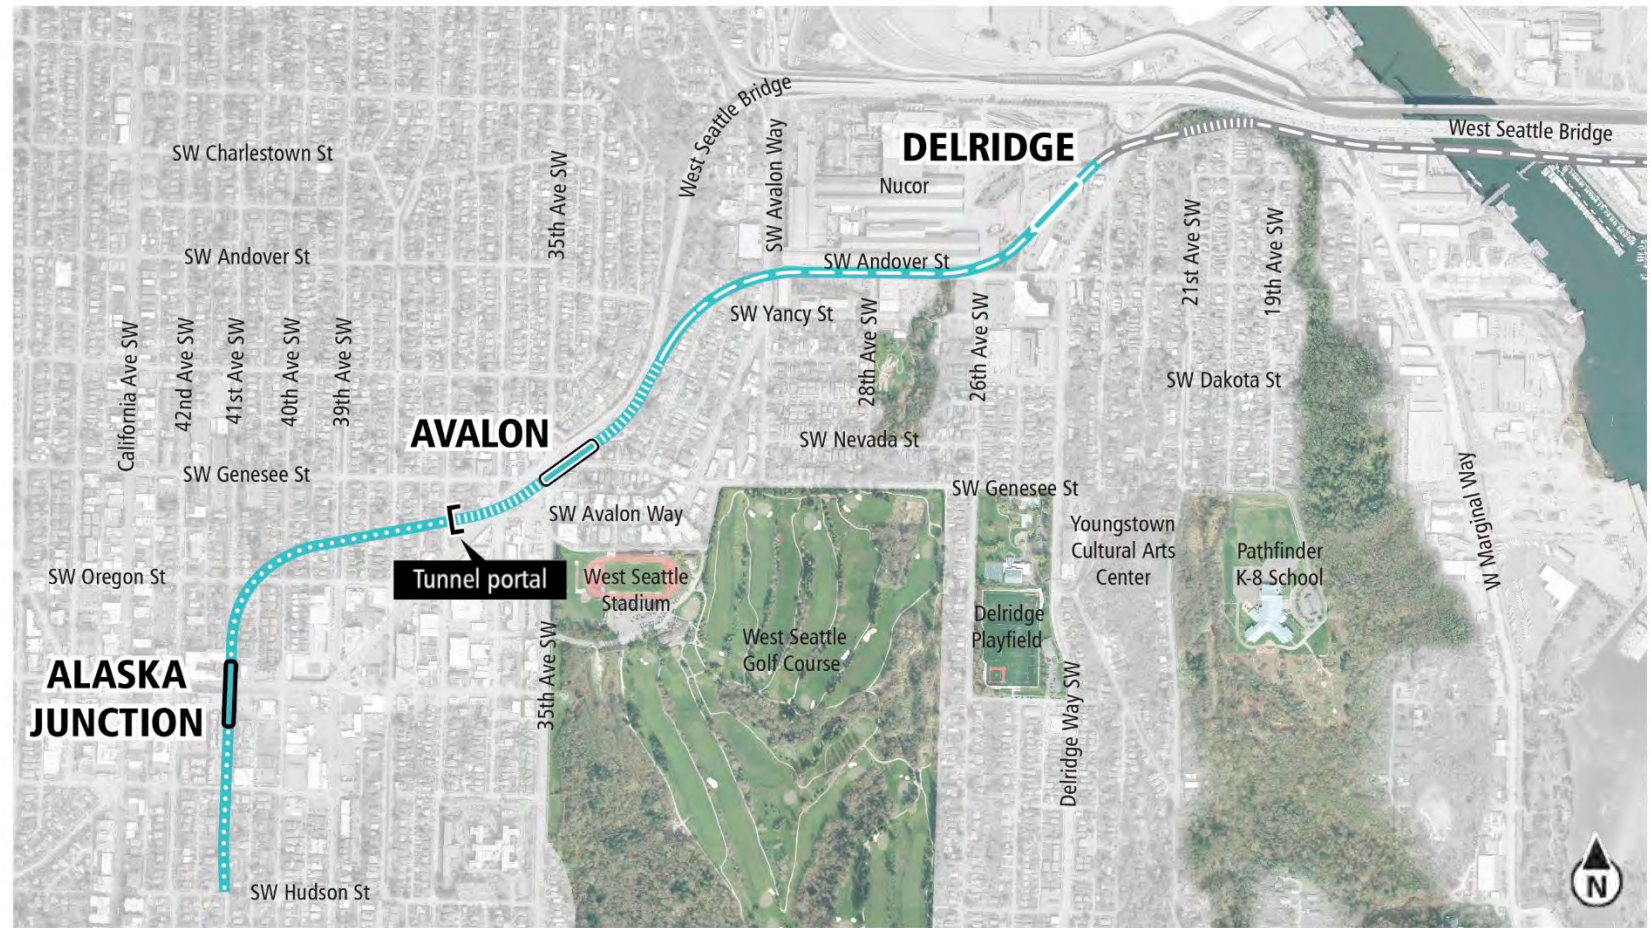 West Seattle Bridge
West Seattle Bridge
SW Charlestown St
35th Ave SW
SW Avalon Way
DELRIDGE
Nucor
SW Andover St
SW Andover St
21st Ave SW
19th Ave SW
SW Yancy St
California Ave SW
42nd Ave SW
41st Ave SW
40th Ave SW
39th Ave SW
28th Ave SW
26th Ave SW
SW Dakota St
AVALON
SW Nevada St
SW Genesee St
SW Genesee St
W Marginal Way
SW Avalon Way
Youngstown
Cultural Arts
Center
Pathfinder
K-8 School
SW Oregon St
Tunnel portal
West Seattle
Stadium
Delridge
Playfield
West Seattle
Golf Course
35th Ave SW
ALASKA
JUNCTION
Delridge Way SW
SW Hudson St
N